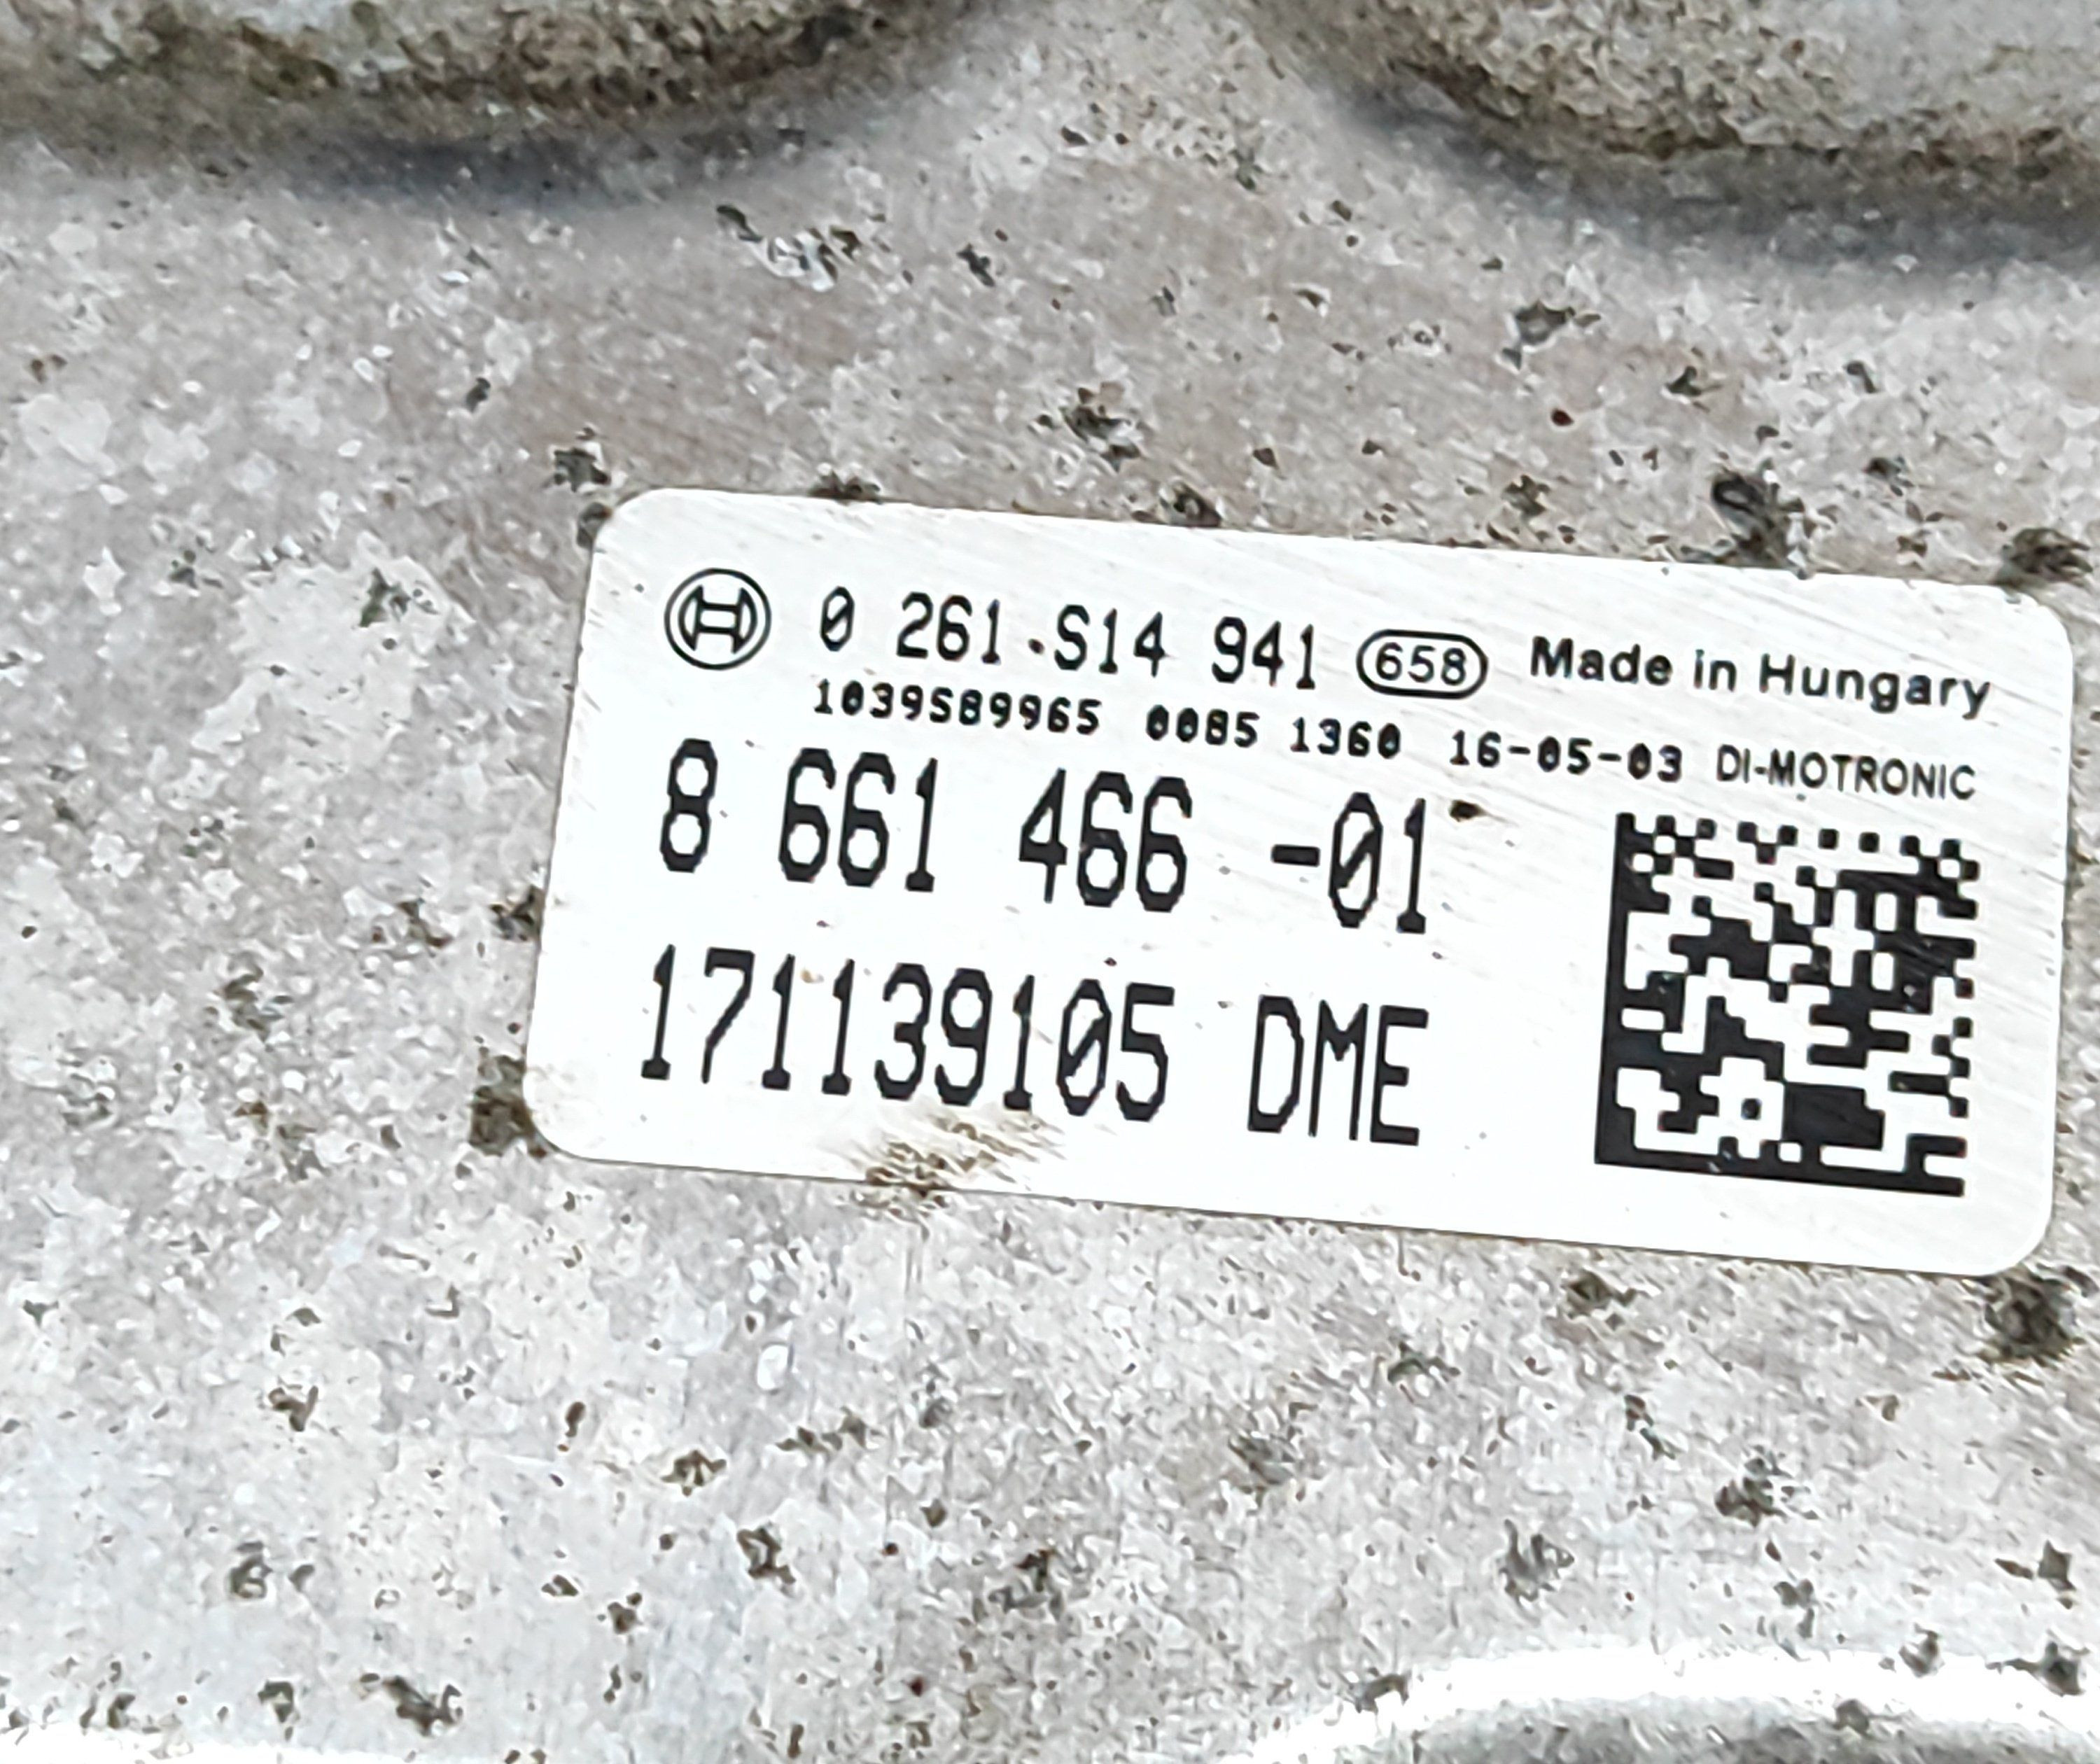 0 261 S14 941 658 Made in Hungary
1039S89965 0085 1360 16-05-03 DI-MOTRONIC
8 661 466 -01
171139105 DME